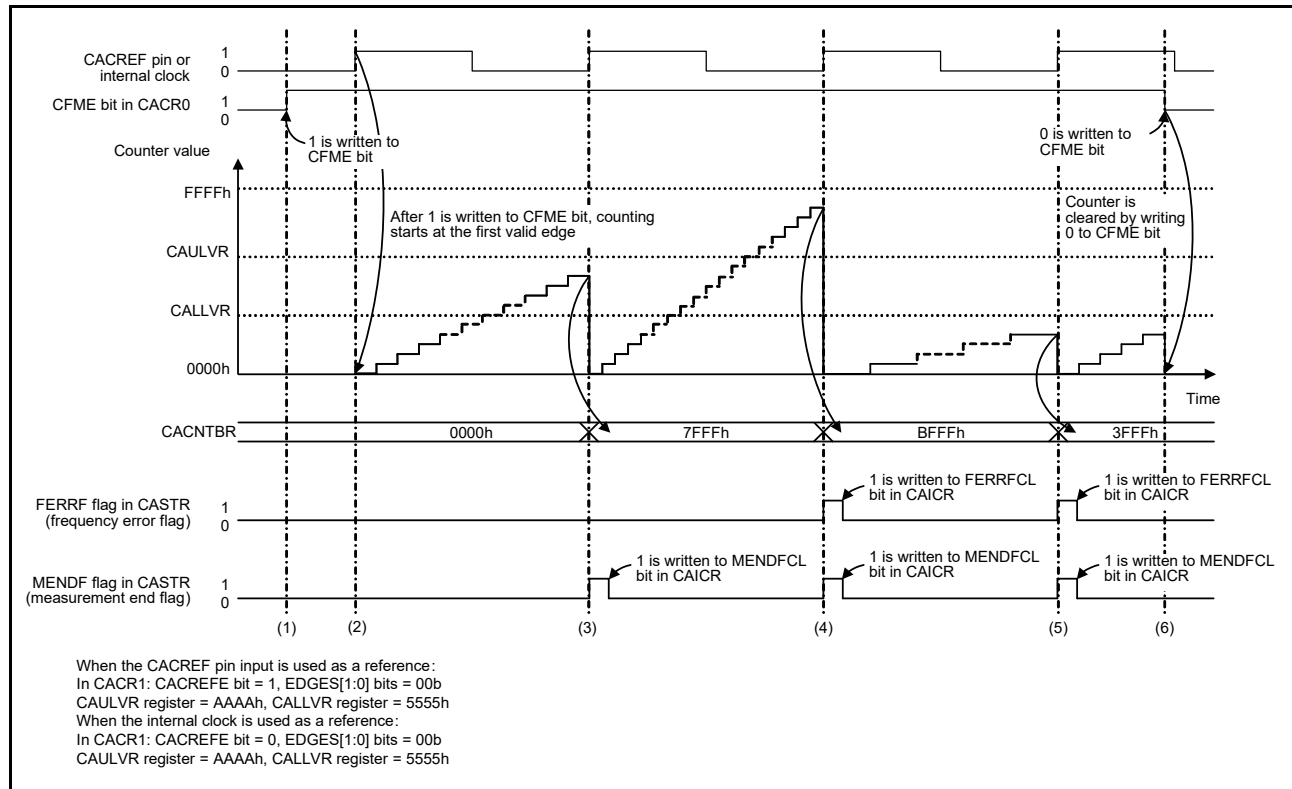 CACREF pin or
internal clock
1
0
CFME bit in CACR0
1
0
1 is written to
CFME bit
0 is written to
CFME bit
Counter value
FFFFh
After 1 is written to CFME bit, counting
starts at the first valid edge
Counter is
cleared by writing
0 to CFME bit
CAULVR
CALLVR
0000h
Time
CACNTBR
0000h
7FFFh
BFFFh
3FFFh
FERRF flag in CASTR
(frequency error flag)
1
0
1 is written to FERRFCL
bit in CAICR
1 is written to FERRFCL
bit in CAICR
MENDF flag in CASTR
(measurement end flag)
1
0
1 is written to MENDFCL
bit in CAICR
1 is written to MENDFCL
bit in CAICR
1 is written to MENDFCL
bit in CAICR
(1)
(2)
(3)
(4)
(5)
(6)
When the CACREF pin input is used as a reference:
In CACR1: CACREFE bit = 1, EDGES[1:0] bits = 00b
CAULVR register = AAAAh, CALLVR register = 5555h
When the internal clock is used as a reference:
In CACR1: CACREFE bit = 0, EDGES[1:0] bits = 00b
CAULVR register = AAAAh, CALLVR register = 5555h